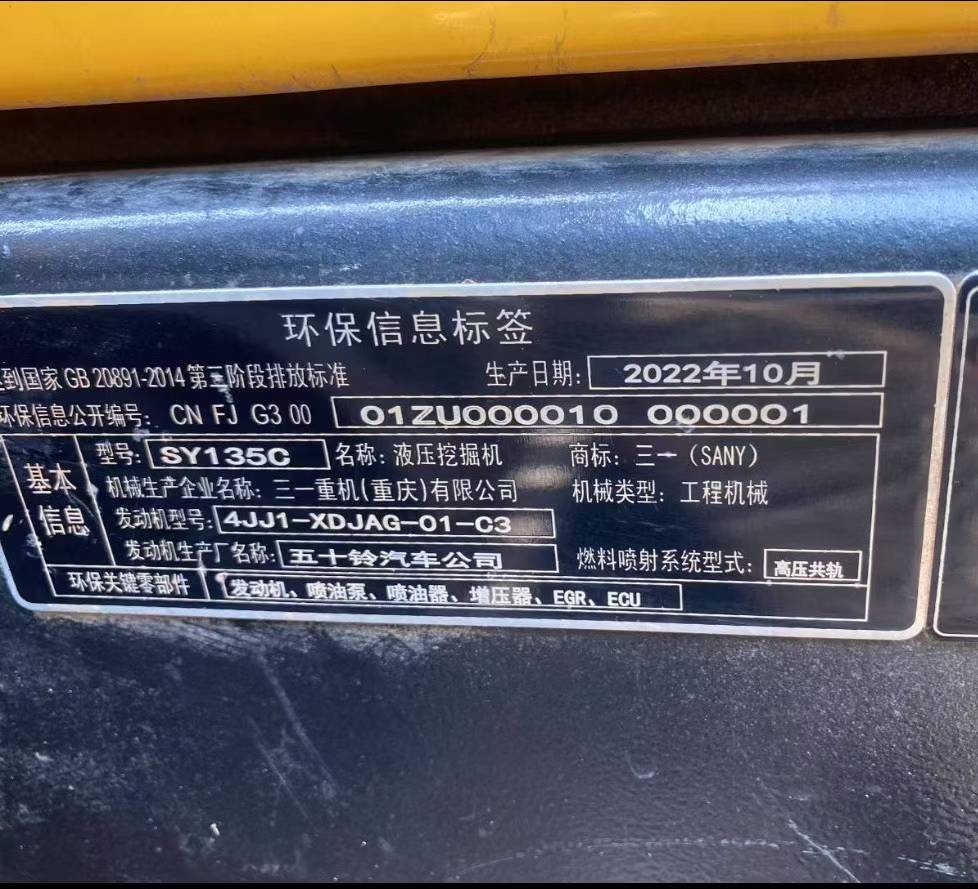 环保信息标签
到国家GB 20891-2014 第三阶段排放标准 生产日期: 2022年10月
环保信息公开编号: CN FJ G3 00 01ZU000010 000001
基本信息
型号: SY135C 名称: 液压挖掘机 商标: 三一 (SANY)
机械生产企业名称: 三一重机(重庆)有限公司 机械类型: 工程机械
发动机型号: 4JJ1-XDJAG-01-C3
发动机生产厂名称: 五十铃汽车公司 燃料喷射系统型式: 高压共轨
环保关键零部件 发动机、喷油泵、喷油器、增压器、EGR、ECU